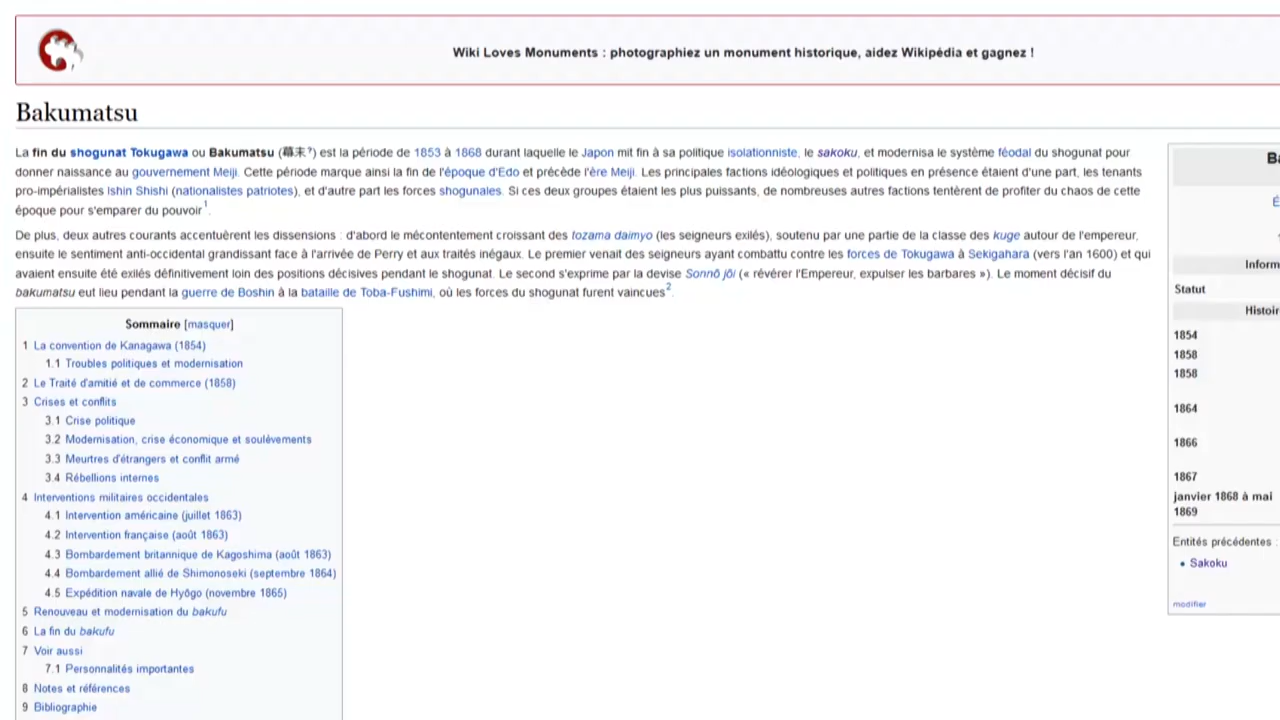 Wiki Loves Monuments : photographiez un monument historique, aidez Wikipédia et gagnez !
Bakumatsu
La fin du shogunat Tokugawa ou Bakumatsu (幕末?) est la période de 1853 à 1868 durant laquelle le Japon mit fin à sa politique isolationniste, le sakoku, et modernisa le système féodal du shogunat pour
donner naissance au gouvernement Meiji. Cette période marque ainsi la fin de l'époque d'Edo et précède l'ère Meiji. Les principales factions idéologiques et politiques en présence étaient d'une part, les tenants
pro-impérialistes Ishin Shishi (nationalistes patriotes), et d'autre part les forces shogunales. Si ces deux groupes étaient les plus puissants, de nombreuses autres factions tentèrent de profiter du chaos de cette
époque pour s'emparer du pouvoir1.
De plus, deux autres courants accentuèrent les dissensions : d'abord le mécontentement croissant des tozama daimyo (les seigneurs exilés), soutenu par une partie de la classe des kuge autour de l'empereur,
ensuite le sentiment anti-occidental grandissant face à l'arrivée de Perry et aux traités inégaux. Le premier venait des seigneurs ayant combattu contre les forces de Tokugawa à Sekigahara (vers l'an 1600) et qui
avaient ensuite été exilés définitivement loin des positions décisives pendant le shogunat. Le second s'exprime par la devise Sonnō jōi (« révérer l'Empereur, expulser les barbares »). Le moment décisif du
bakumatsu eut lieu pendant la guerre de Boshin à la bataille de Toba-Fushimi, où les forces du shogunat furent vaincues2.
Sommaire [masquer]
1 La convention de Kanagawa (1854)
1.1 Troubles politiques et modernisation
2 Le Traité d'amitié et de commerce (1858)
3 Crises et conflits
3.1 Crise politique
3.2 Modernisation, crise économique et soulèvements
3.3 Meurtres d'étrangers et conflit armé
3.4 Rébellions internes
4 Interventions militaires occidentales
4.1 Intervention américaine (juillet 1863)
4.2 Intervention française (août 1863)
4.3 Bombardement britannique de Kagoshima (août 1863)
4.4 Bombardement allié de Shimonoseki (septembre 1864)
4.5 Expédition navale de Hyōgo (novembre 1865)
5 Renouveau et modernisation du bakufu
6 La fin du bakufu
7 Voir aussi
7.1 Personnalités importantes
8 Notes et références
9 Bibliographie
Ba
É
Inform
Statut
Histoir
1854
1858
1858
1864
1866
1867
janvier 1868 à mai
1869
Entités précédentes :
• Sakoku
modifier